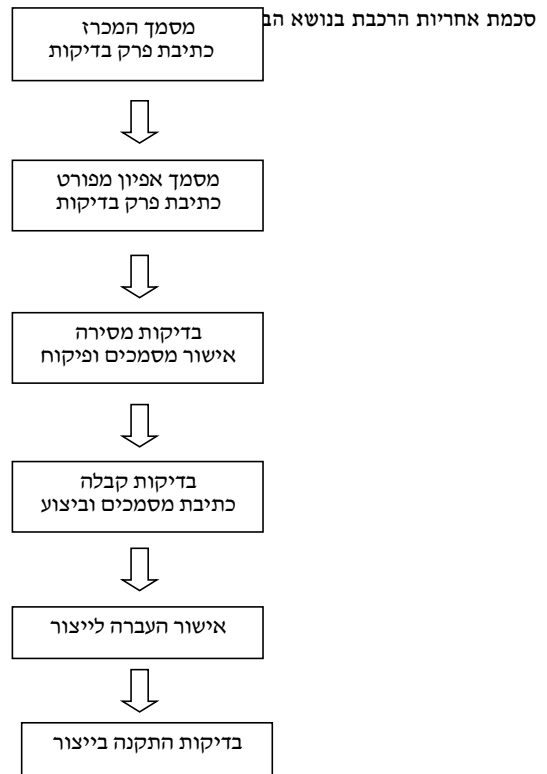 סכמת אחריות הרכבת בנושא
מסמך המכרז
כתיבת פרק בדיקות
מסמך אפיון מפורט
כתיבת פרק בדיקות
בדיקות מסירה
אישור מסמכים ופיקוח
בדיקות קבלה
כתיבת מסמכים וביצוע
אישור העברה לייצור
בדיקות התקנה בייצור